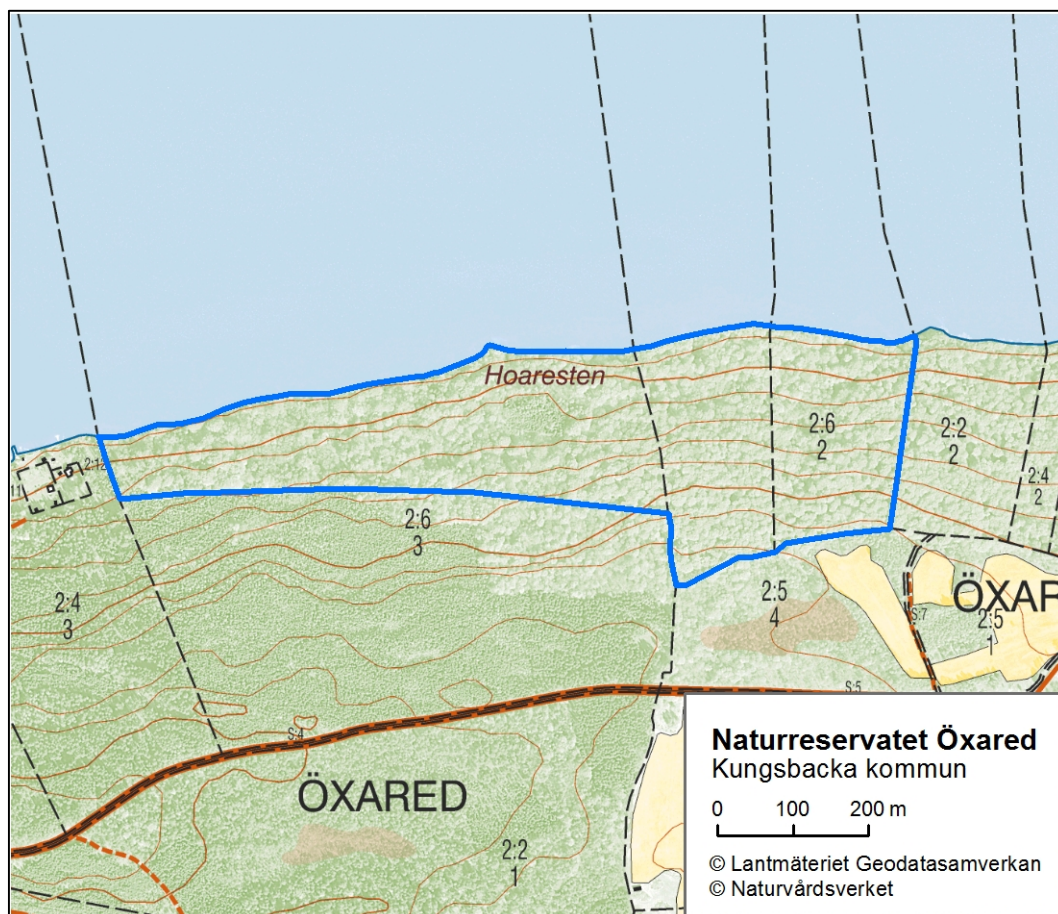 Hoaresten
2:6
2
2:2
2
2:12
2:4
2
11
2:6
3
2:5
4
ÖXAR
2:5
1
S:7
2:4
3
S:5
S:4
ÖXARED
2:2
1
Naturreservatet Öxared
Kungsbacka kommun
0 100 200 m
© Lantmäteriet Geodatasamverkan
© Naturvårdsverket